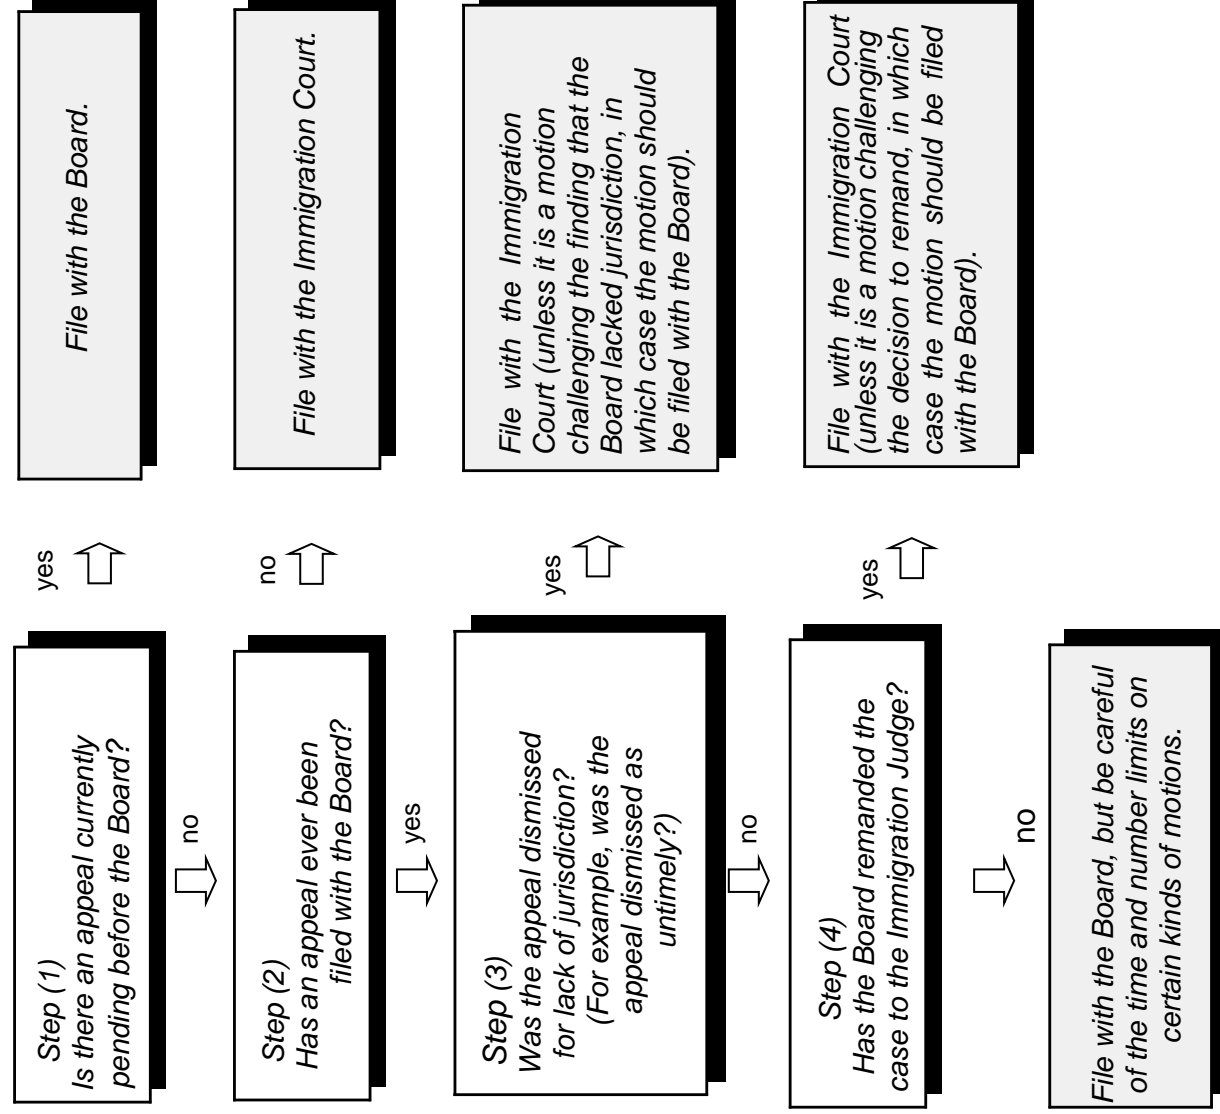 Step (1)
Is there an appeal currently
pending before the Board?
yes
File with the Board.
no
Step (2)
Has an appeal ever been
filed with the Board?
no
File with the Immigration Court.
yes
Step (3)
Was the appeal dismissed
for lack of jurisdiction?
(For example, was the
appeal dismissed as
untimely?)
yes
File with the Immigration
Court (unless it is a motion
challenging the finding that the
Board lacked jurisdiction, in
which case the motion should
be filed with the Board).
no
Step (4)
Has the Board remanded the
case to the Immigration Judge?
yes
File with the Immigration Court
(unless it is a motion challenging
the decision to remand, in which
case the motion should be filed
with the Board).
no
File with the Board, but be careful
of the time and number limits on
certain kinds of motions.